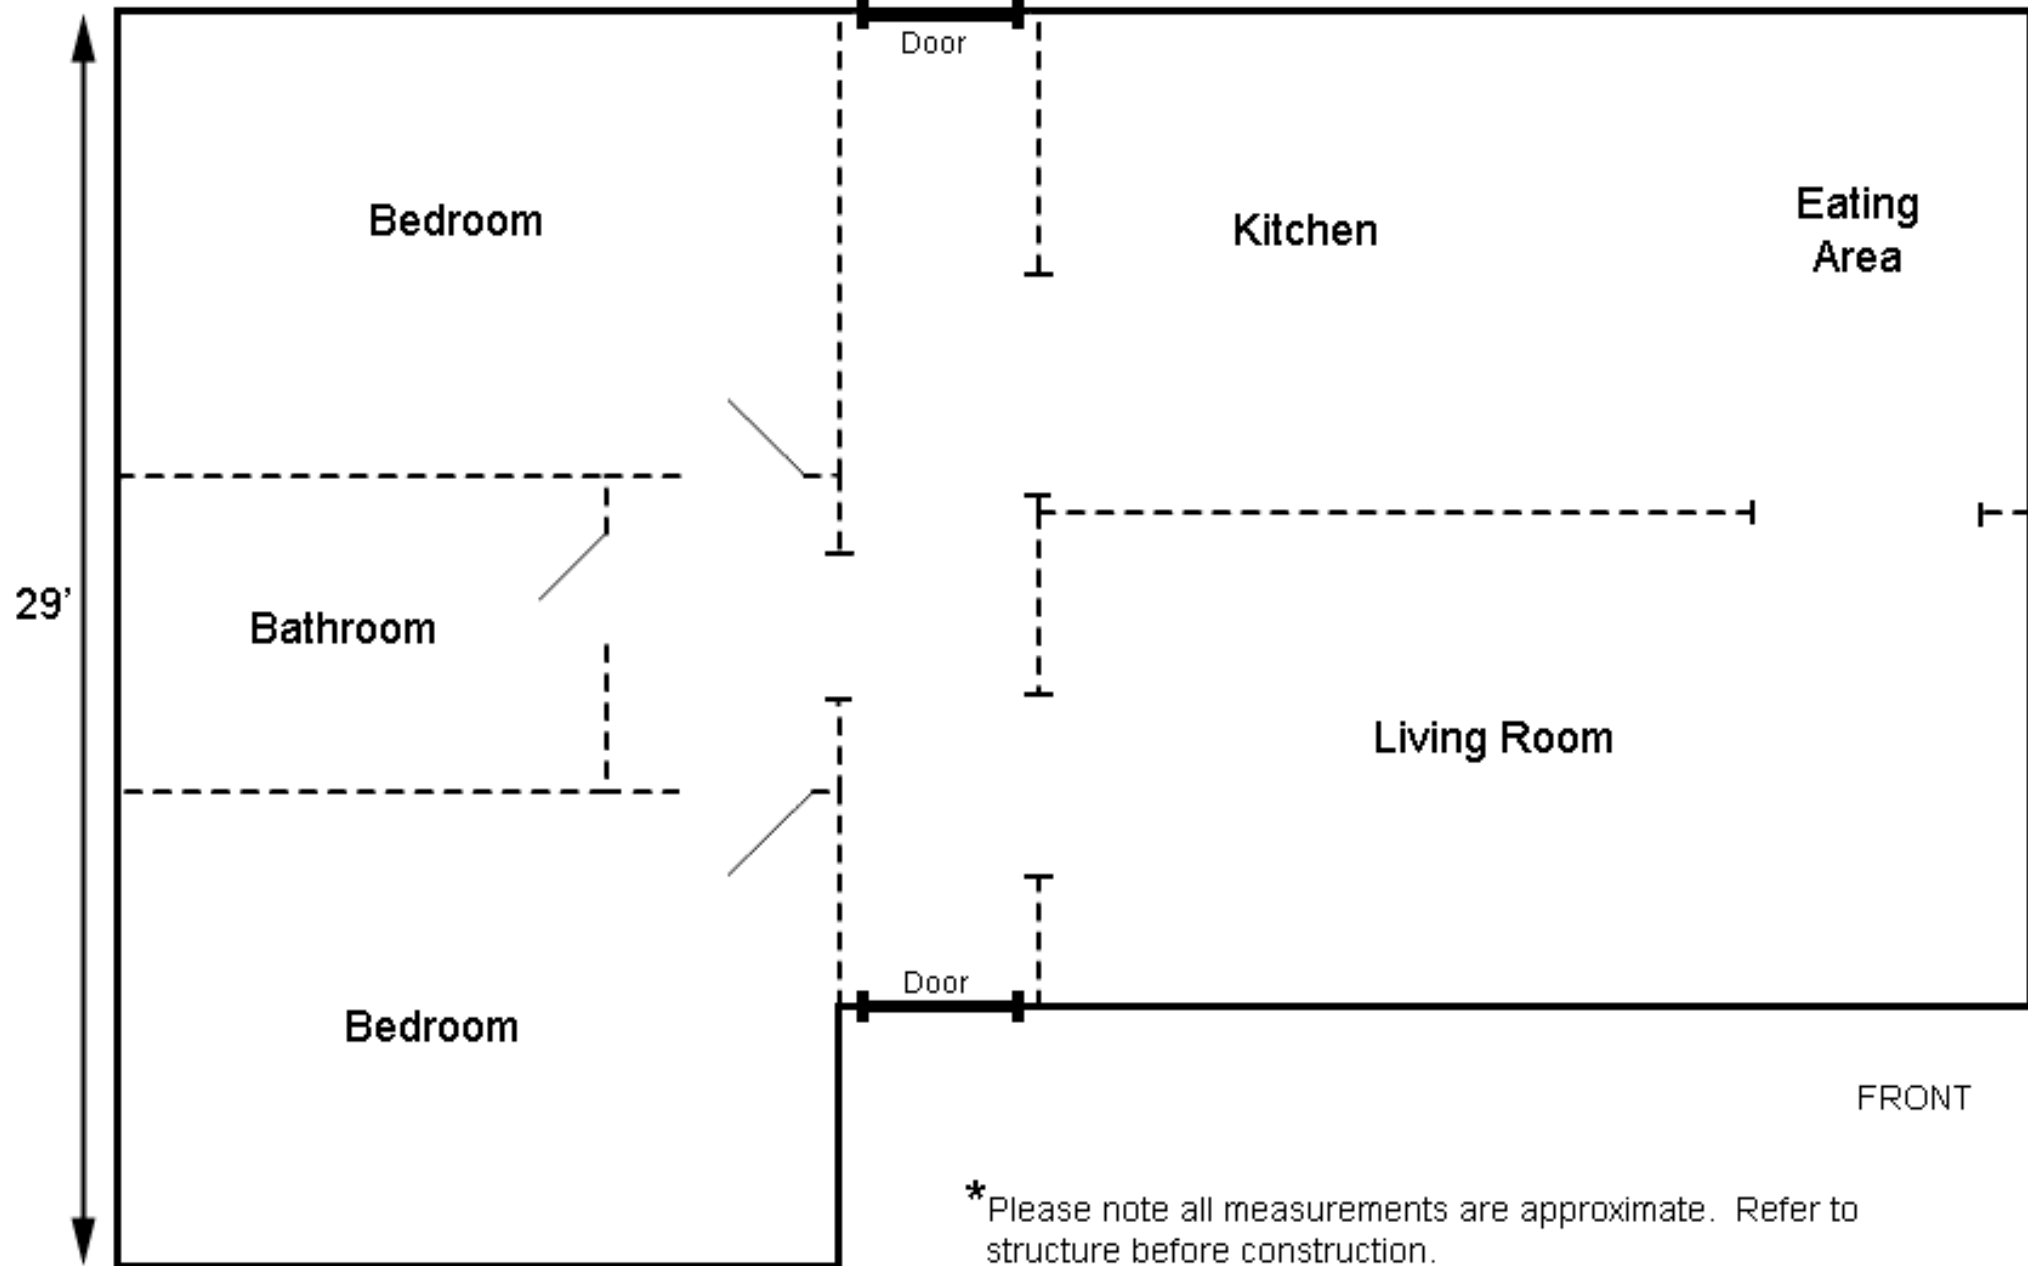 Door
Bedroom
Kitchen
Eating
Area
29'
Bathroom
Living Room
Door
Bedroom
FRONT
*Please note all measurements are approximate. Refer to
structure before construction.